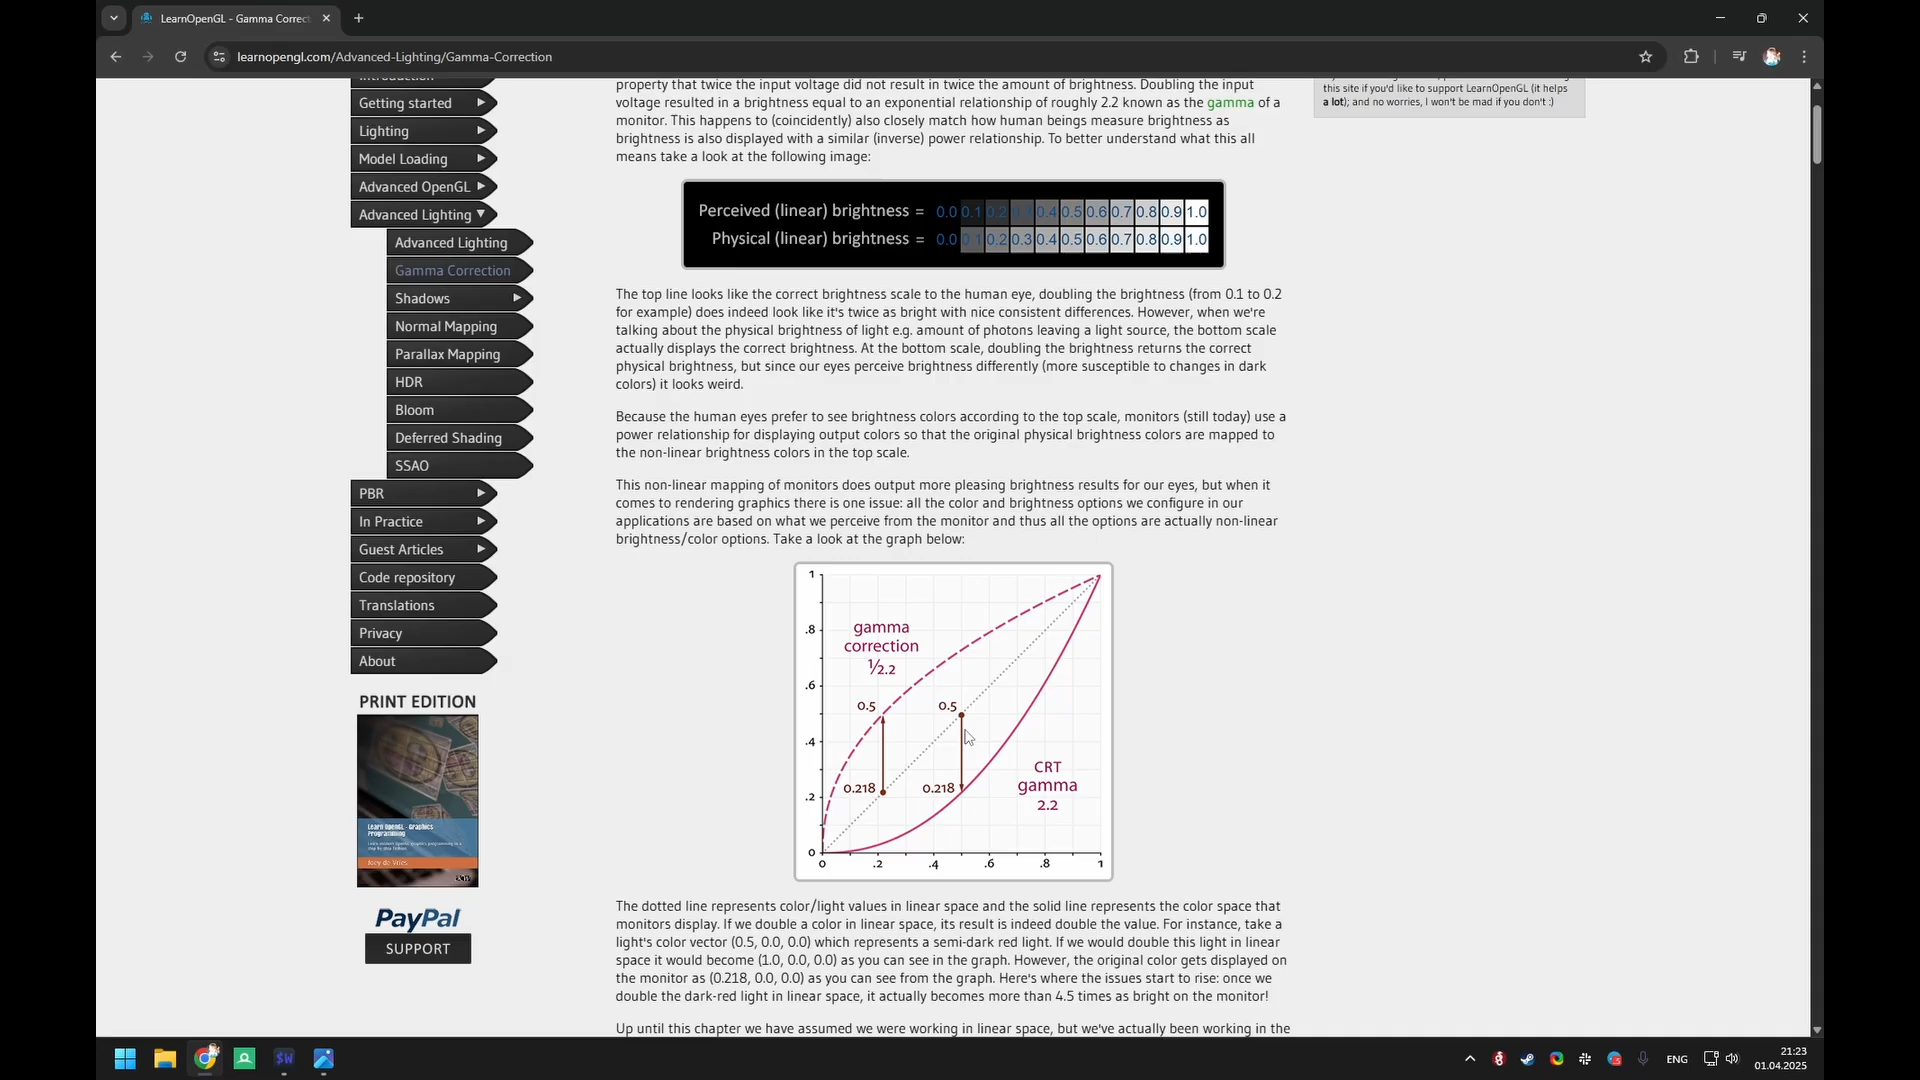 LearnOpenGL - Gamma Correct
learnopengl.com/Advanced-Lighting/Gamma-Correction
Introduction
Getting started
Lighting
Model Loading
Advanced OpenGL
Advanced Lighting
Advanced Lighting
Gamma Correction
Shadows
Normal Mapping
Parallax Mapping
HDR
Bloom
Deferred Shading
SSAO
PBR
In Practice
Guest Articles
Code repository
Translations
Privacy
About
PRINT EDITION
Learn OpenGL - Graphics
Programming
Joey de Vries
PayPal
SUPPORT
property that twice the input voltage did not result in twice the amount of brightness. Doubling the input
voltage resulted in a brightness equal to an exponential relationship of roughly 2.2 known as the gamma of a
monitor. This happens to (coincidently) also closely match how human beings measure brightness as
brightness is also displayed with a similar (inverse) power relationship. To better understand what this all
means take a look at the following image:
Perceived (linear) brightness = 0.0 0.1 0.2 0.3 0.4 0.5 0.6 0.7 0.8 0.9 1.0
Physical (linear) brightness = 0.0 0.1 0.2 0.3 0.4 0.5 0.6 0.7 0.8 0.9 1.0
The top line looks like the correct brightness scale to the human eye, doubling the brightness (from 0.1 to 0.2
for example) does indeed look like it's twice as bright with nice consistent differences. However, when we're
talking about the physical brightness of light e.g. amount of photons leaving a light source, the bottom scale
actually displays the correct brightness. At the bottom scale, doubling the brightness returns the correct
physical brightness, but since our eyes perceive brightness differently (more susceptible to changes in dark
colors) it looks weird.
Because the human eyes prefer to see brightness colors according to the top scale, monitors (still today) use a
power relationship for displaying output colors so that the original physical brightness colors are mapped to
the non-linear brightness colors in the top scale.
This non-linear mapping of monitors does output more pleasing brightness results for our eyes, but when it
comes to rendering graphics there is one issue: all the color and brightness options we configure in our
applications are based on what we perceive from the monitor and thus all the options are actually non-linear
brightness/color options. Take a look at the graph below:
1
.8
.6
.4
.2
0
gamma
correction
1/2.2
0.5
0.5
0.218
0.218
CRT
gamma
2.2
0 .2 .4 .6 .8 1
The dotted line represents color/light values in linear space and the solid line represents the color space that
monitors display. If we double a color in linear space, its result is indeed double the value. For instance, take a
light's color vector (0.5, 0.0, 0.0) which represents a semi-dark red light. If we would double this light in linear
space it would become (1.0, 0.0, 0.0) as you can see in the graph. However, the original color gets displayed on
the monitor as (0.218, 0.0, 0.0) as you can see from the graph. Here's where the issues start to rise: once we
double the dark-red light in linear space, it actually becomes more than 4.5 times as bright on the monitor!
Up until this chapter we have assumed we were working in linear space, but we've actually been working in the
this site if you'd like to support LearnOpenGL (it helps
a lot); and no worries, I won't be mad if you don't :)
$W
ENG
21:23
01.04.2025